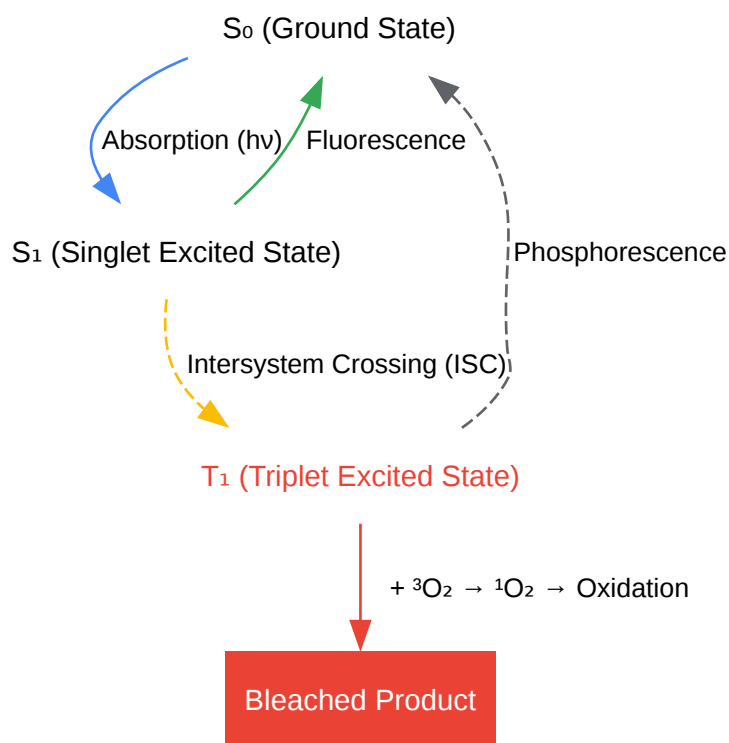 S₀ (Ground State)
Absorption (hν)
Fluorescence
S₁ (Singlet Excited State)
Phosphorescence
Intersystem Crossing (ISC)
T₁ (Triplet Excited State)
+ ³O₂ → ¹O₂ → Oxidation
Bleached Product